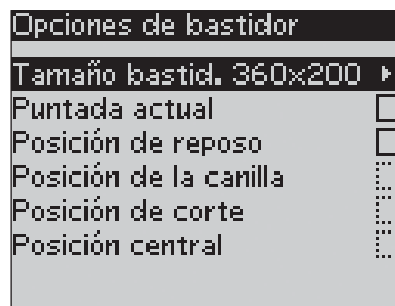 Opciones de bastidor
Tamaño bastid. 360x200
Puntada actual
Posición de reposo
Posición de la canilla
Posición de corte
Posición central